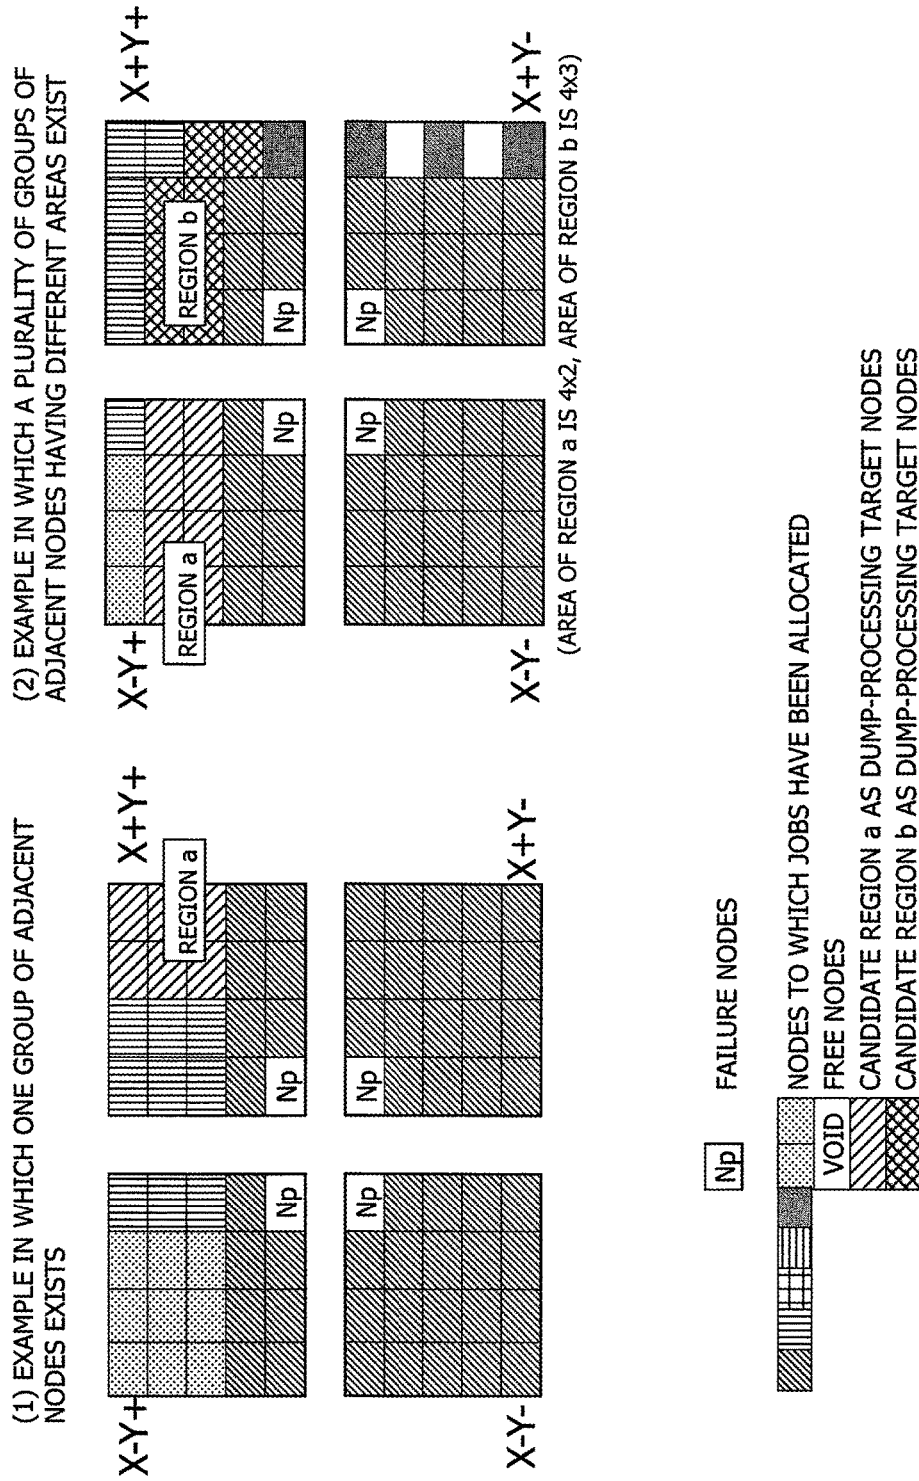 (1) EXAMPLE IN WHICH ONE GROUP OF ADJACENT
NODES EXISTS
X-Y+
X+Y+
REGION a
Np
Np
Np
Np
X-Y-
X+Y-
(2) EXAMPLE IN WHICH A PLURALITY OF GROUPS OF
ADJACENT NODES HAVING DIFFERENT AREAS EXIST
X-Y+
X+Y+
REGION a
REGION b
Np
Np
Np
Np
X-Y-
X+Y-
(AREA OF REGION a IS 4x2, AREA OF REGION b IS 4x3)
Np
FAILURE NODES
NODES TO WHICH JOBS HAVE BEEN ALLOCATED
VOID
FREE NODES
CANDIDATE REGION a AS DUMP-PROCESSING TARGET NODES
CANDIDATE REGION b AS DUMP-PROCESSING TARGET NODES